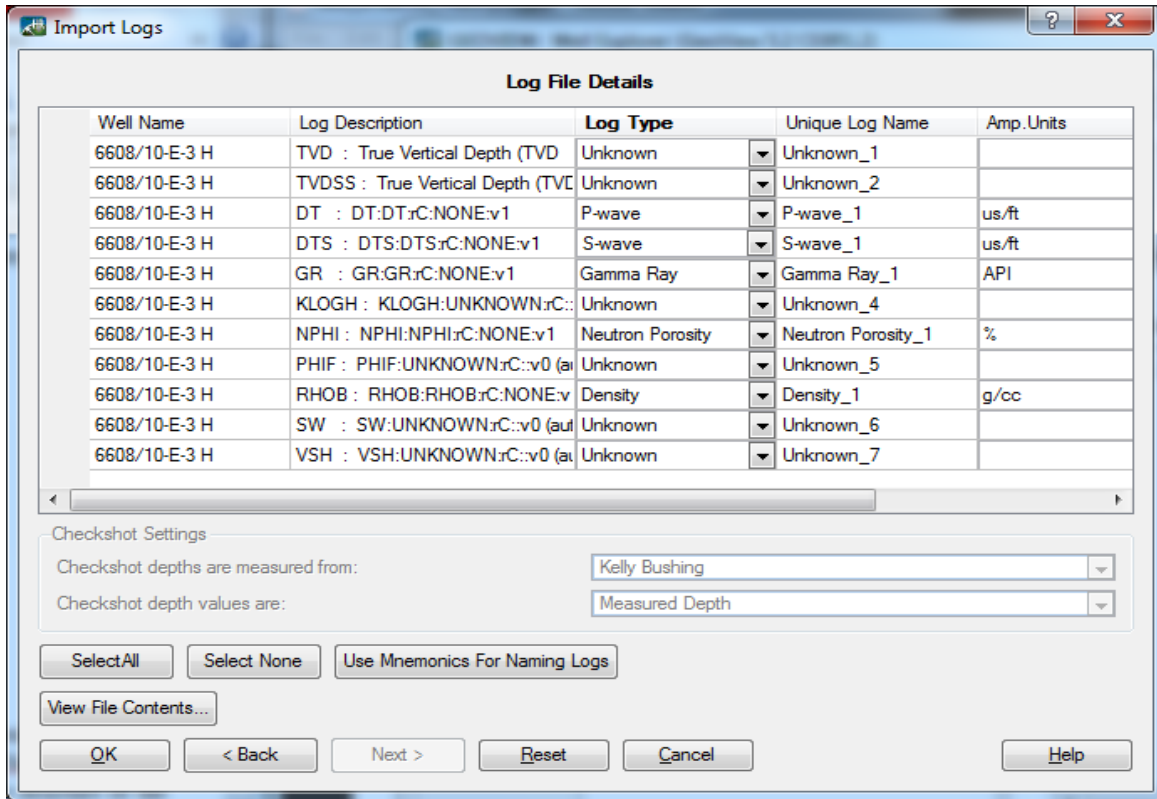 Import Logs
Log File Details
Well Name Log Description Log Type Unique Log Name Amp.Units
6608/10-E-3 H TVD : True Vertical Depth (TVD Unknown Unknown_1
6608/10-E-3 H TVDSS : True Vertical Depth (TVD Unknown Unknown_2
6608/10-E-3 H DT : DT:DT:rC:NONE:v1 P-wave P-wave_1 us/ft
6608/10-E-3 H DTS : DTS:DTS:rC:NONE:v1 S-wave S-wave_1 us/ft
6608/10-E-3 H GR : GR:GR:rC:NONE:v1 Gamma Ray Gamma Ray_1 API
6608/10-E-3 H KLOGH : KLOGH:UNKNOWN:rC:: Unknown Unknown_4
6608/10-E-3 H NPHI : NPHI:NPHI:rC:NONE:v1 Neutron Porosity Neutron Porosity_1 %
6608/10-E-3 H PHIF : PHIF:UNKNOWN:rC::v0 (au Unknown Unknown_5
6608/10-E-3 H RHOB : RHOB:RHOB:rC:NONE:v Density Density_1 g/cc
6608/10-E-3 H SW : SW:UNKNOWN:rC::v0 (aut Unknown Unknown_6
6608/10-E-3 H VSH : VSH:UNKNOWN:rC::v0 (au Unknown Unknown_7
Checkshot Settings
Checkshot depths are measured from: Kelly Bushing
Checkshot depth values are: Measured Depth
SelectAll Select None Use Mnemonics For Naming Logs
View File Contents...
OK < Back Next > Reset Cancel Help